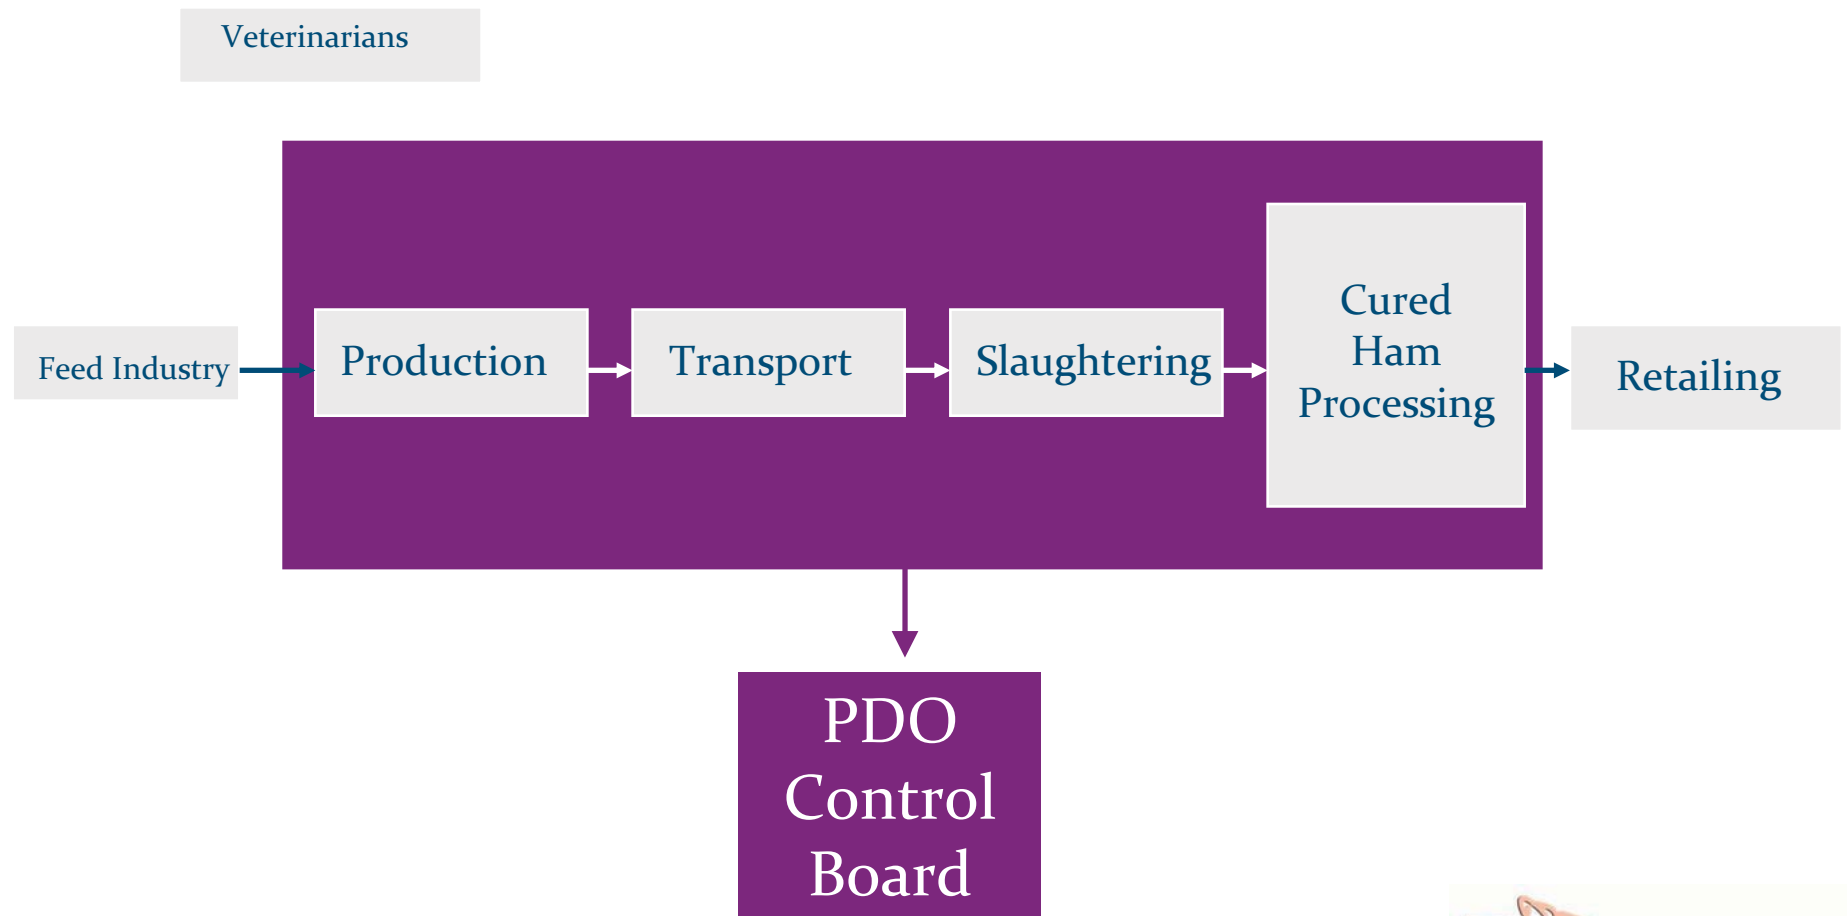 Veterinarians
Feed Industry
Production
Transport
Slaughtering
Cured
Ham
Processing
Retailing
PDO
Control
Board